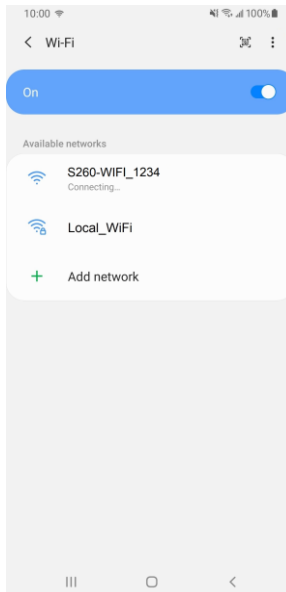 10:00 100%
Wi-Fi
On
Available networks
S260-WIFI_1234
Connecting...
Local_WiFi
+ Add network